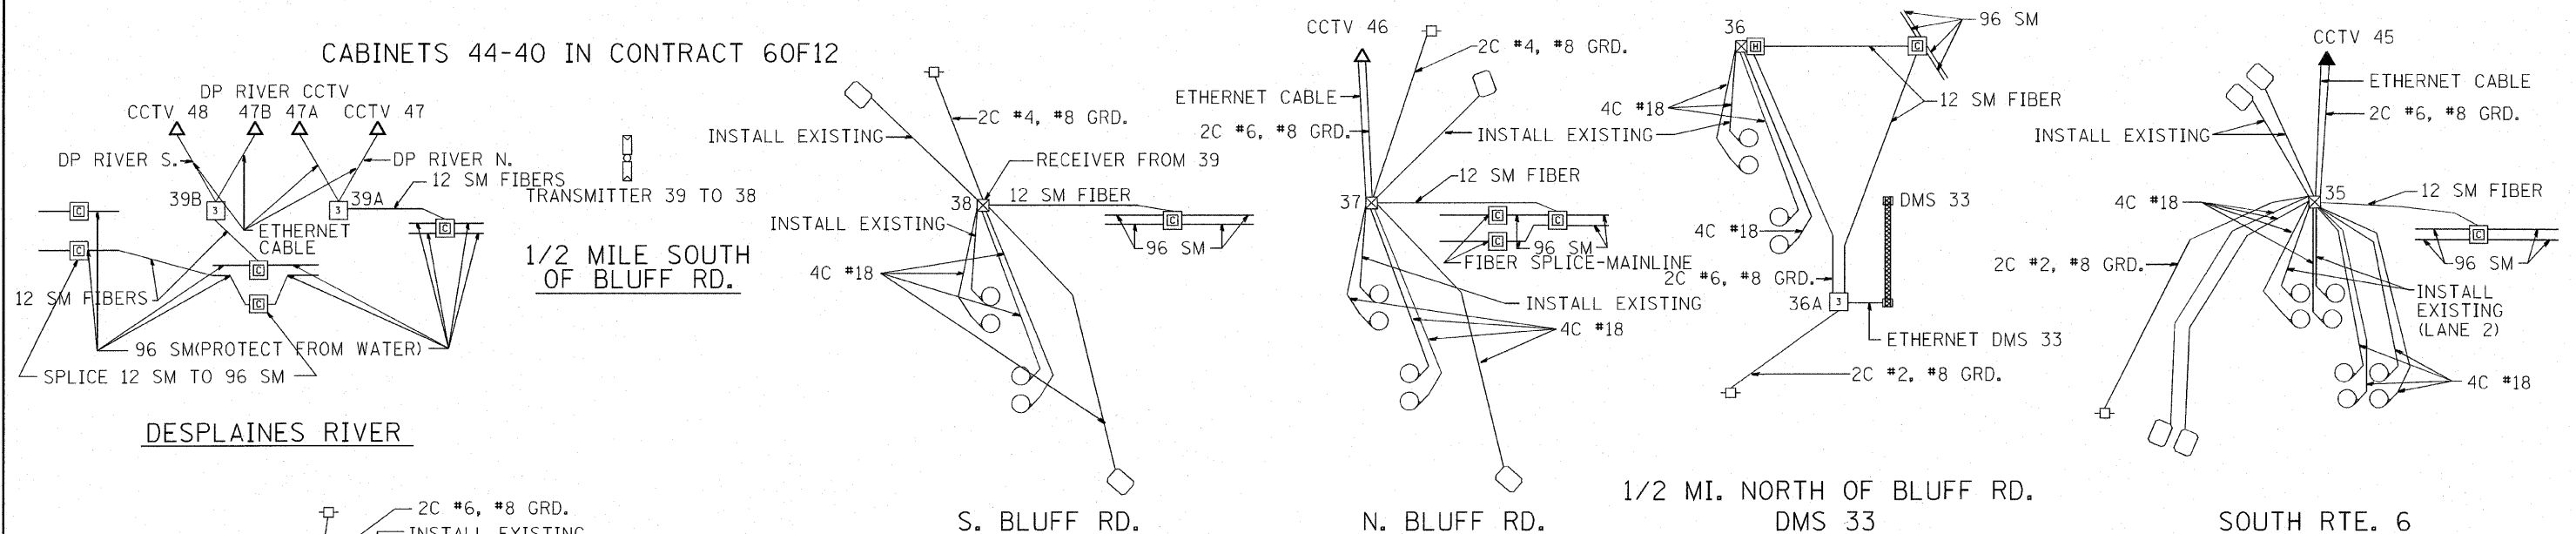 CABINETS 44-40 IN CONTRACT 60F12
DP RIVER CCTV
CCTV 48 47B 47A CCTV 47
DP RIVER S.
DP RIVER N.
12 SM FIBERS
39B
3
3
39A
C
C
C
C
C
ETHERNET
CABLE
12 SM FIBERS
96 SM(PROTECT FROM WATER)
SPLICE 12 SM TO 96 SM
DESPLAINES RIVER
TRANSMITTER 39 TO 38
1/2 MILE SOUTH
OF BLUFF RD.
2C #6, #8 GRD.
INSTALL EXISTING
2C #4, #8 GRD.
INSTALL EXISTING
RECEIVER FROM 39
38
12 SM FIBER
C
96 SM
INSTALL EXISTING
4C #18
S. BLUFF RD.
CCTV 46
2C #4, #8 GRD.
ETHERNET CABLE
2C #6, #8 GRD.
INSTALL EXISTING
12 SM FIBER
37
C
C
C
96 SM
FIBER SPLICE-MAINLINE
INSTALL EXISTING
4C #18
N. BLUFF RD.
36
H
C
96 SM
4C #18
12 SM FIBER
DMS 33
4C #18
2C #6, #8 GRD.
36A
3
ETHERNET DMS 33
2C #2, #8 GRD.
1/2 MI. NORTH OF BLUFF RD.
DMS 33
CCTV 45
ETHERNET CABLE
2C #6, #8 GRD.
INSTALL EXISTING
35
12 SM FIBER
4C #18
C
96 SM
2C #2, #8 GRD.
INSTALL
EXISTING
(LANE 2)
4C #18
SOUTH RTE. 6